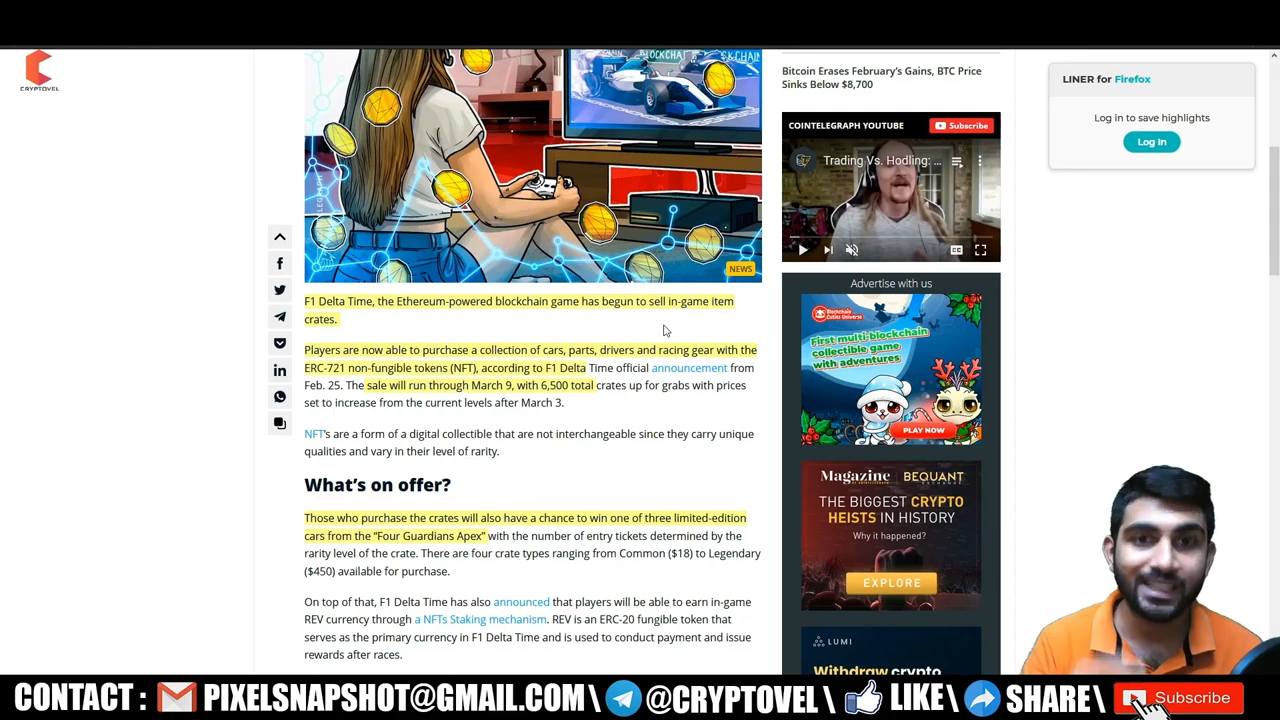 CRYPTOVEL
BLOCKCHAIN
NEWS
F1 Delta Time, the Ethereum-powered blockchain game has begun to sell in-game item
crates.
Players are now able to purchase a collection of cars, parts, drivers and racing gear with the
ERC-721 non-fungible tokens (NFT), according to F1 Delta Time official announcement from
Feb. 25. The sale will run through March 9, with 6,500 total crates up for grabs with prices
set to increase from the current levels after March 3.
NFT's are a form of a digital collectible that are not interchangeable since they carry unique
qualities and vary in their level of rarity.
What's on offer?
Those who purchase the crates will also have a chance to win one of three limited-edition
cars from the “Four Guardians Apex” with the number of entry tickets determined by the
rarity level of the crate. There are four crate types ranging from Common ($18) to Legendary
($450) available for purchase.
On top of that, F1 Delta Time has also announced that players will be able to earn in-game
REV currency through a NFTs Staking mechanism. REV is an ERC-20 fungible token that
serves as the primary currency in F1 Delta Time and is used to conduct payment and issue
rewards after races.
Bitcoin Erases February's Gains, BTC Price
Sinks Below $8,700
COINTELEGRAPH YOUTUBE
Subscribe
Trading Vs. Hodling: ...
CC
Advertise with us
Blockchain
Cuties Universe
First multi-blockchain
collectible game
with adventures
PLAY NOW
Magazine
BEQUANT
THE BIGGEST CRYPTO
HEISTS IN HISTORY
Why it happened?
EXPLORE
LUMI
Withdraw crypto
LINER for Firefox
Log in to save highlights
Log In
CONTACT : PIXELSNAPSHOT@GMAIL.COM \ @CRYPTOVEL \ LIKE \ SHARE \ Subscribe